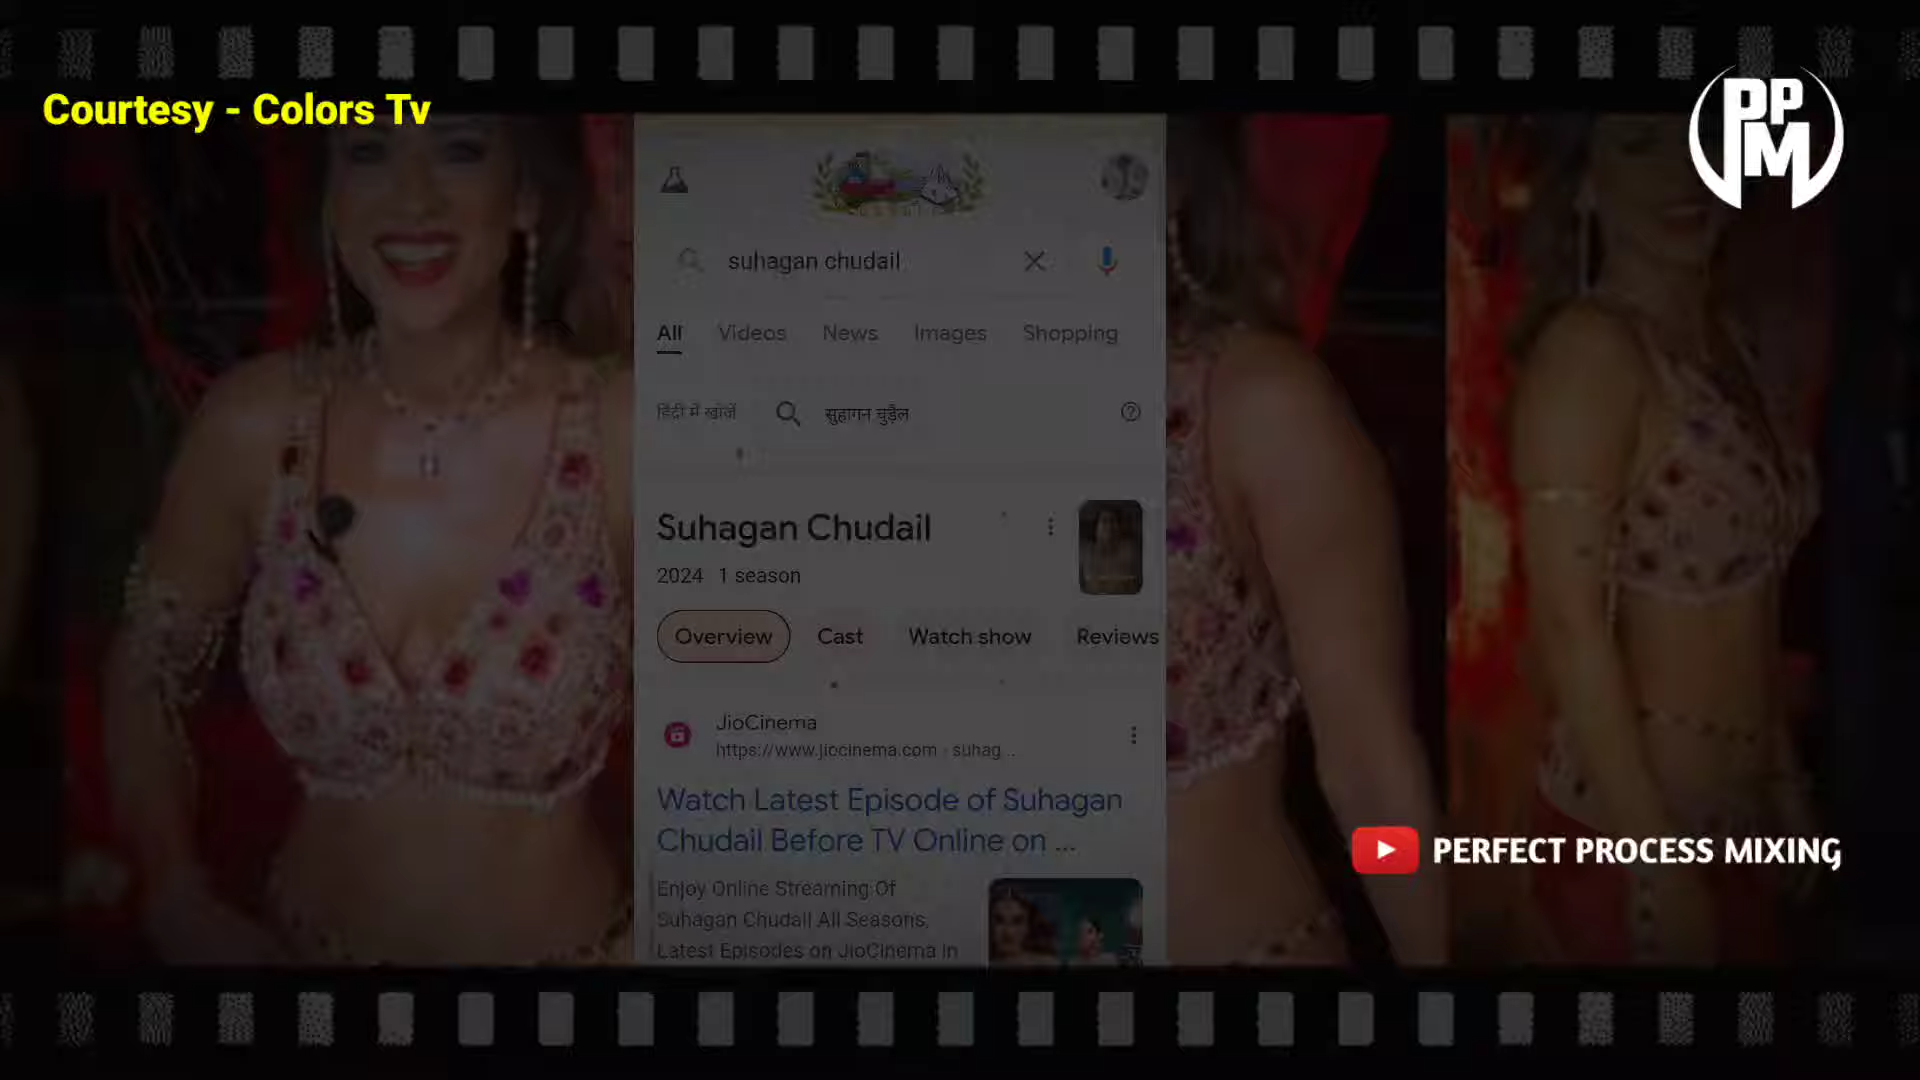 Courtesy - Colors Tv
PPM
suhagan chudail
All Videos News Images Shopping
हिंदी में खोजें सुहागन चुड़ैल
Suhagan Chudail
2024 1 season
Overview Cast Watch show Reviews
JioCinema
https://www.jiocinema.com › suhag...
Watch Latest Episode of Suhagan
Chudail Before TV Online on ...
Enjoy Online Streaming Of
Suhagan Chudail All Seasons,
Latest Episodes on JioCinema in
PERFECT PROCESS MIXING